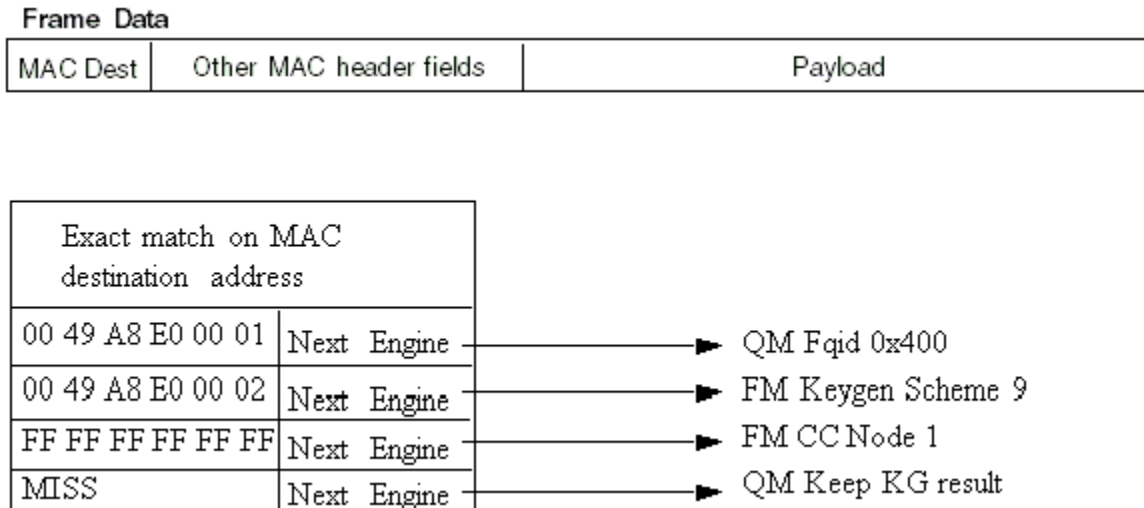 Frame Data
MAC Dest Other MAC header fields Payload
Exact match on MAC
destination address
00 49 A8 E0 00 01 Next Engine QM Fqid 0x400
00 49 A8 E0 00 02 Next Engine FM Keygen Scheme 9
FF FF FF FF FF FF Next Engine FM CC Node 1
MISS Next Engine QM Keep KG result